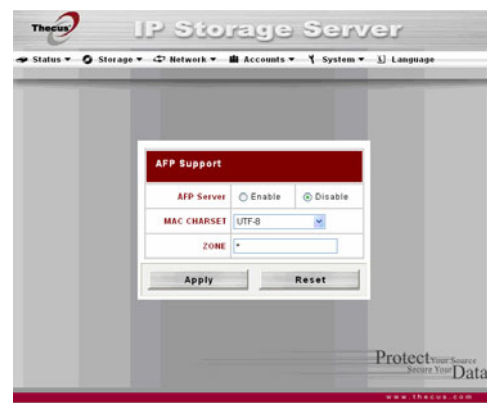 Thecus IP Storage Server
Status Storage Network Accounts System Language
AFP Support
AFP Server Enable Disable
MAC CHARSET UTF-8
ZONE *
Apply Reset
Protect Your Source
Secure Your Data
www.thecus.com